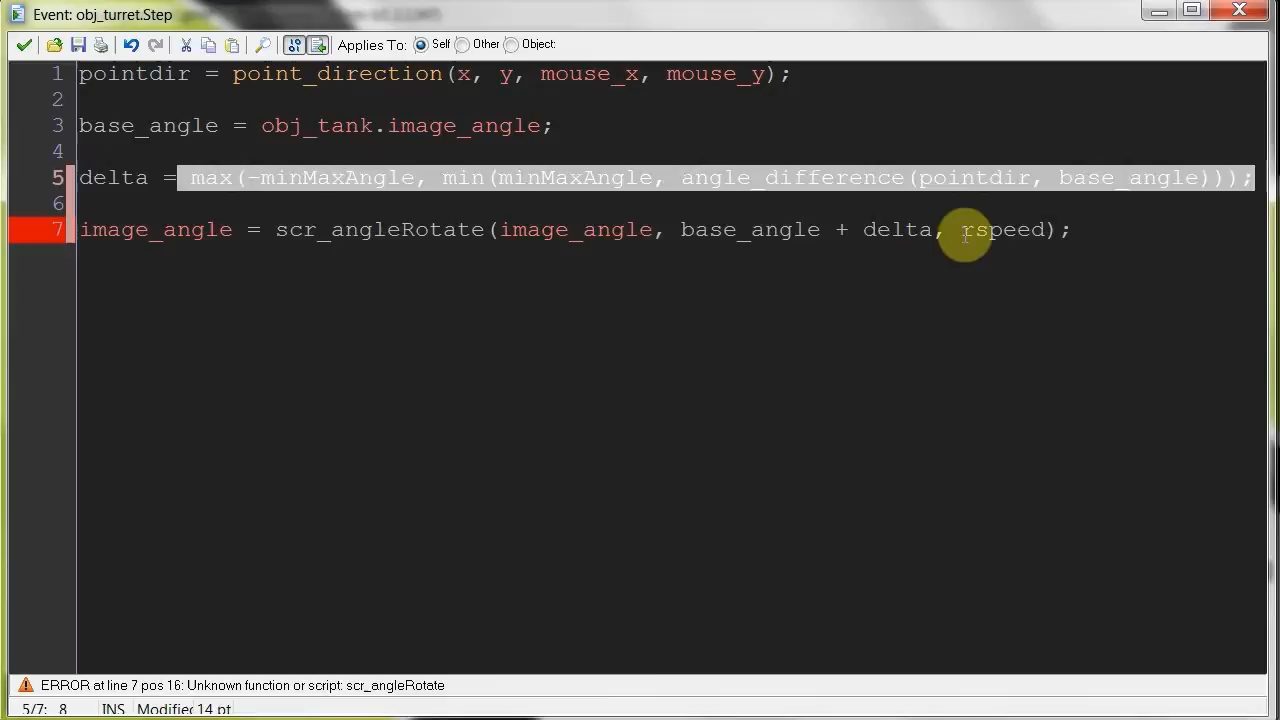 Event: obj_turret.Step
Applies To: Self Other Object:
1 pointdir = point_direction(x, y, mouse_x, mouse_y);
2
3 base_angle = obj_tank.image_angle;
4
5 delta = max(-minMaxAngle, min(minMaxAngle, angle_difference(pointdir, base_angle)));
6
7 image_angle = scr_angleRotate(image_angle, base_angle + delta, rspeed);
ERROR at line 7 pos 16: Unknown function or script: scr_angleRotate
5/7: 8 INS Modified 14 pt